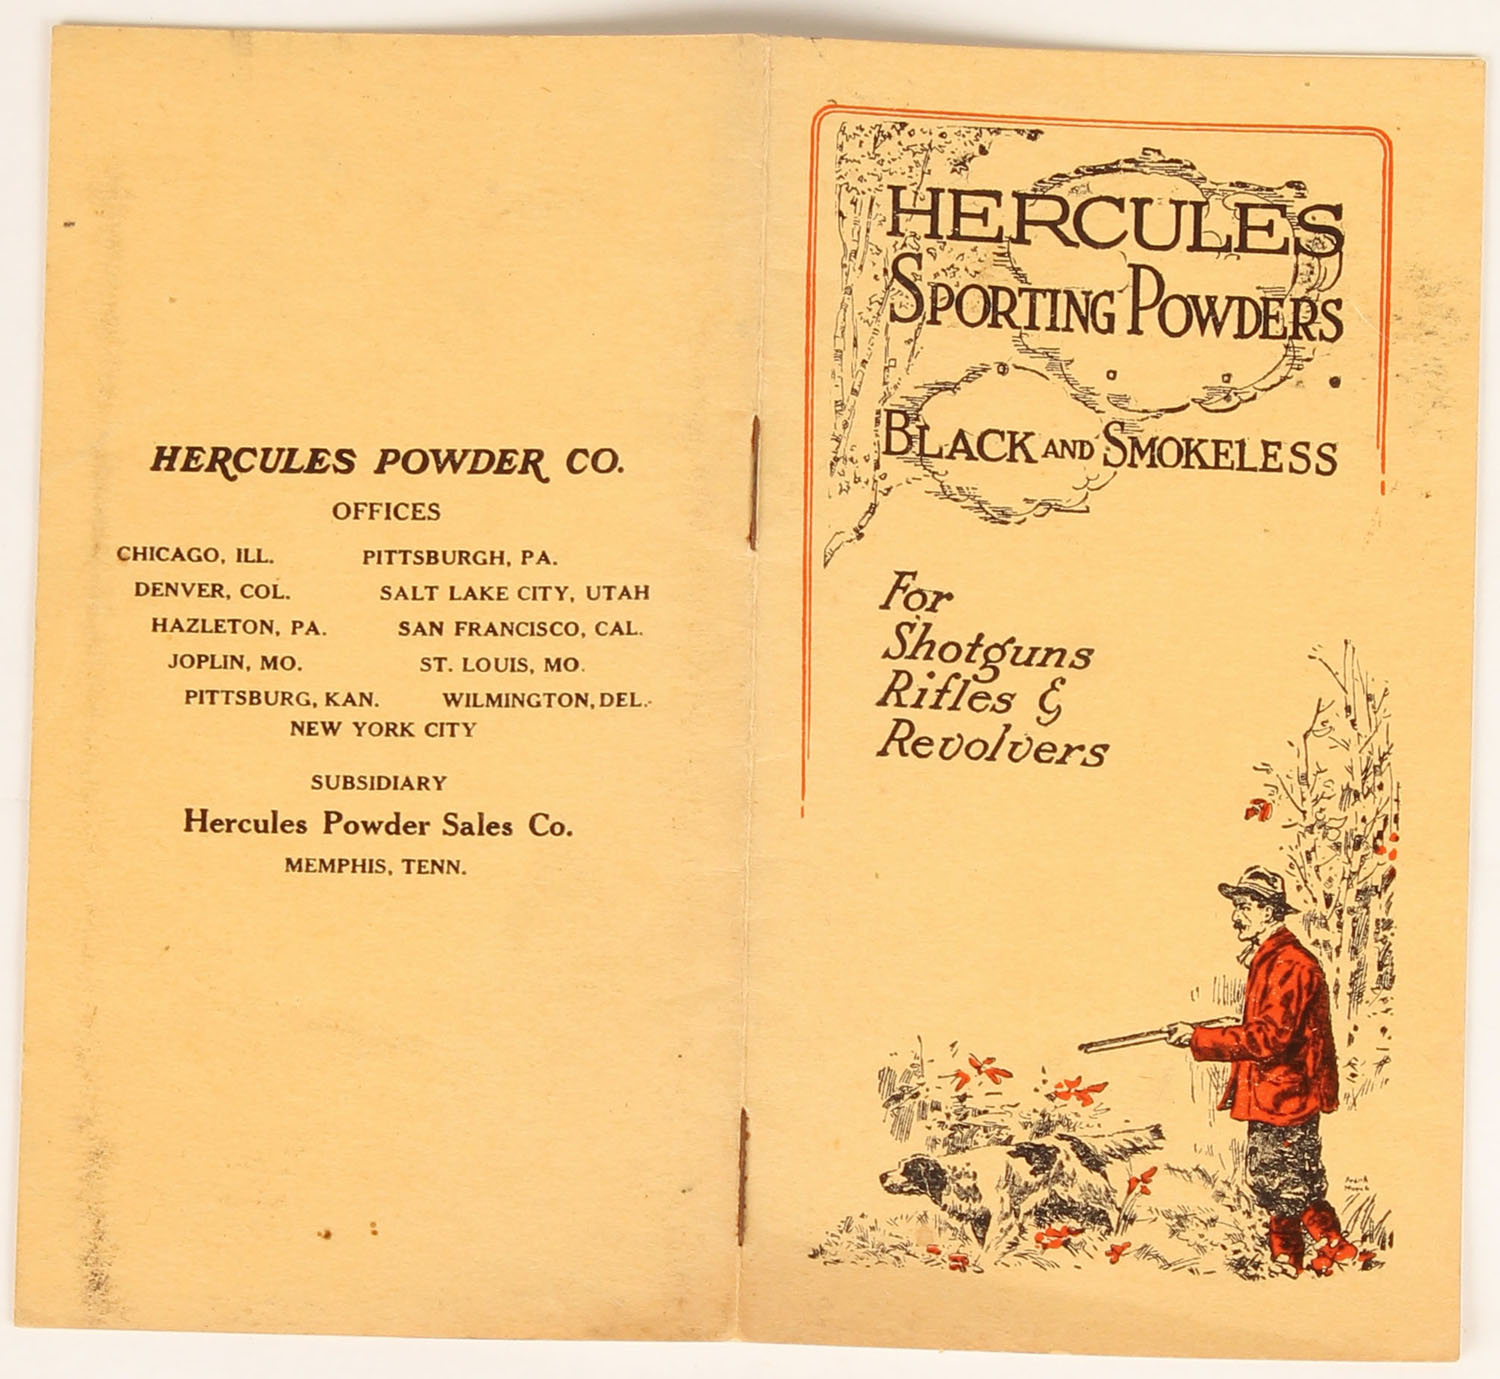 HERCULES POWDER CO.
OFFICES
CHICAGO, ILL. PITTSBURGH, PA.
DENVER, COL. SALT LAKE CITY, UTAH
HAZLETON, PA. SAN FRANCISCO, CAL.
JOPLIN, MO. ST. LOUIS, MO.
PITTSBURG, KAN. WILMINGTON, DEL.
NEW YORK CITY
SUBSIDIARY
Hercules Powder Sales Co.
MEMPHIS, TENN.
HERCULES
SPORTING POWDERS
BLACK AND SMOKELESS
For
Shotguns
Rifles &
Revolvers